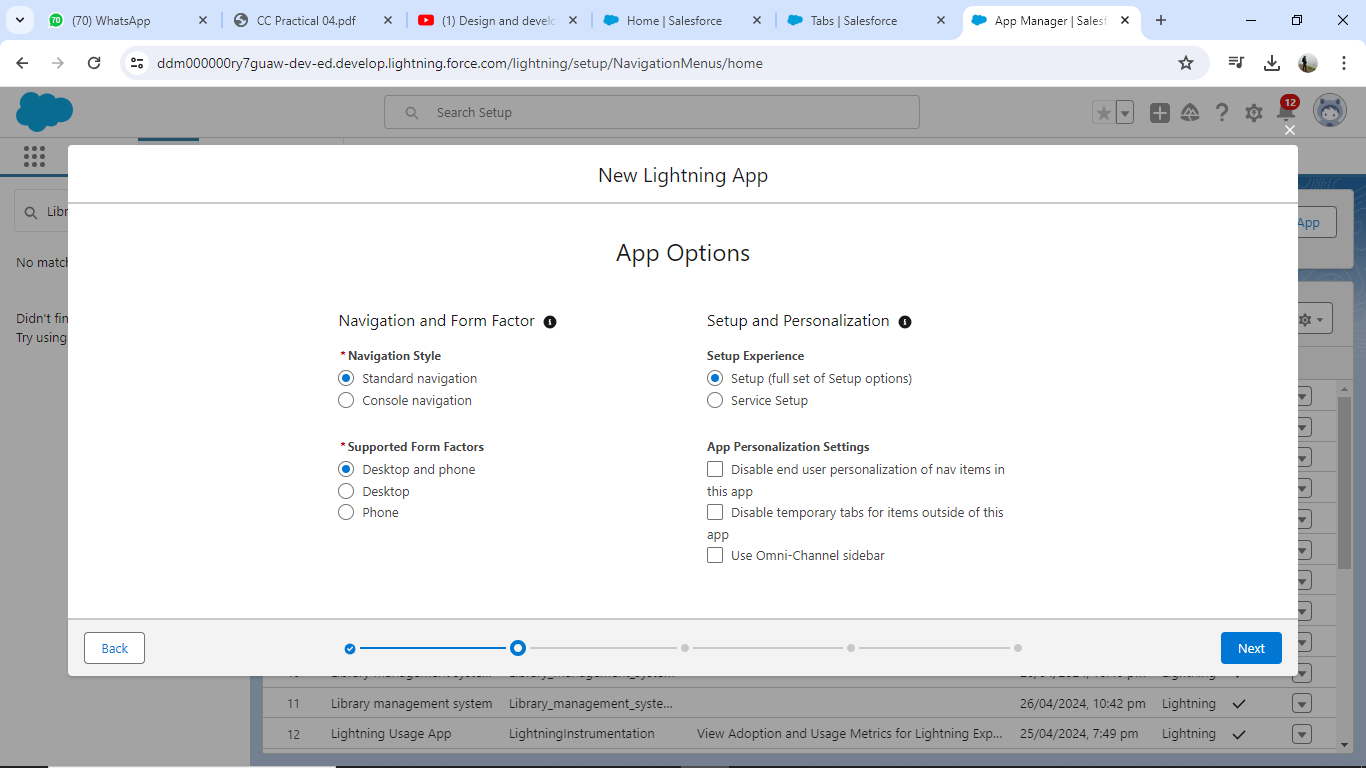 (70) WhatsApp
CC Practical 04.pdf
(1) Design and develo
Home | Salesforce
Tabs | Salesforce
App Manager | Salesf
ddm000000ry7guaw-dev-ed.develop.lightning.force.com/lightning/setup/NavigationMenus/home
Search Setup
12
New Lightning App
Libr
App
No match
Didn't fin
Try using
App Options
Navigation and Form Factor
* Navigation Style
Standard navigation
Console navigation
* Supported Form Factors
Desktop and phone
Desktop
Phone
Setup and Personalization
Setup Experience
Setup (full set of Setup options)
Service Setup
App Personalization Settings
Disable end user personalization of nav items in
this app
Disable temporary tabs for items outside of this
app
Use Omni-Channel sidebar
Back
Next
11 Library management system Library_management_syste... 26/04/2024, 10:42 pm Lightning
12 Lightning Usage App LightningInstrumentation View Adoption and Usage Metrics for Lightning Exp... 25/04/2024, 7:49 pm Lightning